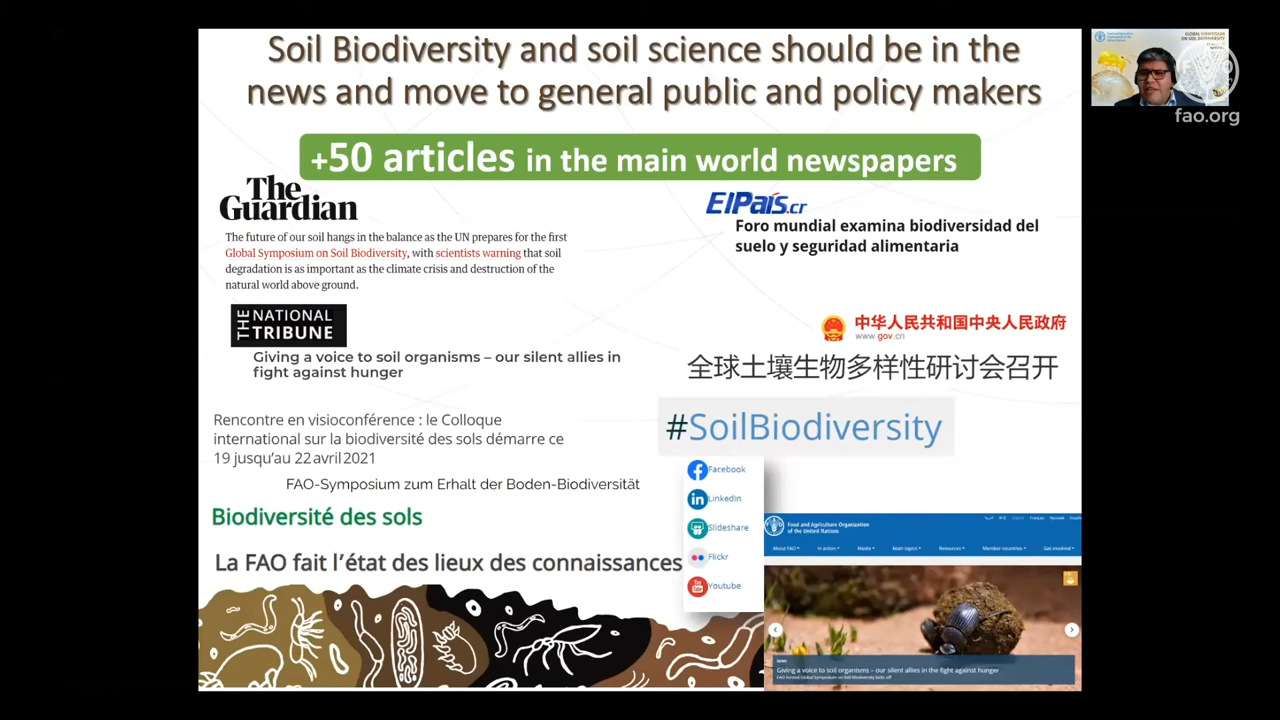 Soil Biodiversity and soil science should be in the
news and move to general public and policy makers
+50 articles in the main world newspapers
The
Guardian
The future of our soil hangs in the balance as the UN prepares for the first
Global Symposium on Soil Biodiversity, with scientists warning that soil
degradation is as important as the climate crisis and destruction of the
natural world above ground.
ElPaís.cr
Foro mundial examina biodiversidad del
suelo y seguridad alimentaria
THE NATIONAL
TRIBUNE
Giving a voice to soil organisms – our silent allies in
fight against hunger
中华人民共和国中央人民政府
www.gov.cn
全球土壤生物多样性研讨会召开
Rencontre en visioconférence : le Colloque
international sur la biodiversité des sols démarre ce
19 jusqu'au 22 avril 2021
FAO-Symposium zum Erhalt der Boden-Biodiversität
Biodiversité des sols
La FAO fait l'état des lieux des connaissances
#SoilBiodiversity
Facebook
LinkedIn
Slideshare
Flickr
Youtube
Food and Agriculture Organization
of the United Nations
About FAO In action Media Main topics Resources Member countries Get involved
NEWS
Giving a voice to soil organisms – our silent allies in the fight against hunger
FAO fao.org